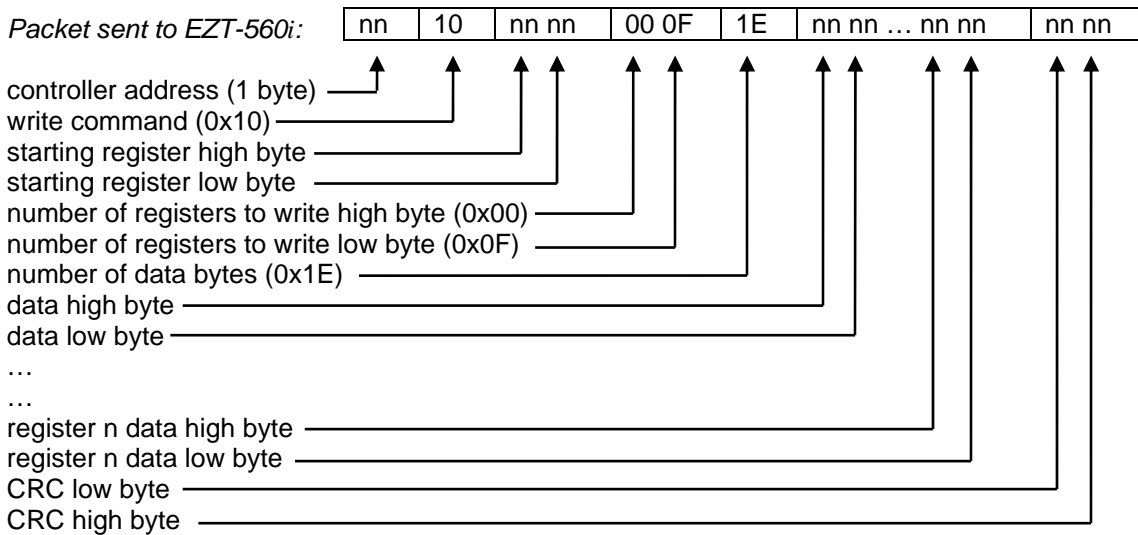 Packet sent to EZT-560i: nn 10 nn nn 00 0F 1E nn nn … nn nn nn nn
controller address (1 byte)
write command (0x10)
starting register high byte
starting register low byte
number of registers to write high byte (0x00)
number of registers to write low byte (0x0F)
number of data bytes (0x1E)
data high byte
data low byte
…
…
register n data high byte
register n data low byte
CRC low byte
CRC high byte